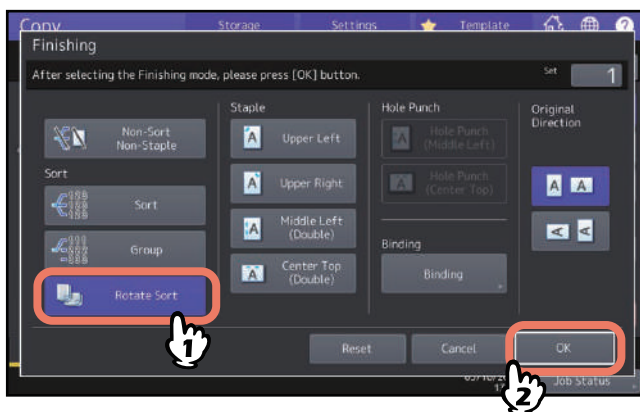 Copy
Storage
Settings
Template
Finishing
After selecting the Finishing mode, please press [OK] button.
Set
1
Non-Sort
Non-Staple
Sort
Sort
Group
Rotate Sort
Staple
Upper Left
Upper Right
Middle Left
(Double)
Center Top
(Double)
Hole Punch
Hole Punch
(Middle Left)
Hole Punch
(Center Top)
Binding
Binding
Original
Direction
Reset
Cancel
OK
Job Status
1
2